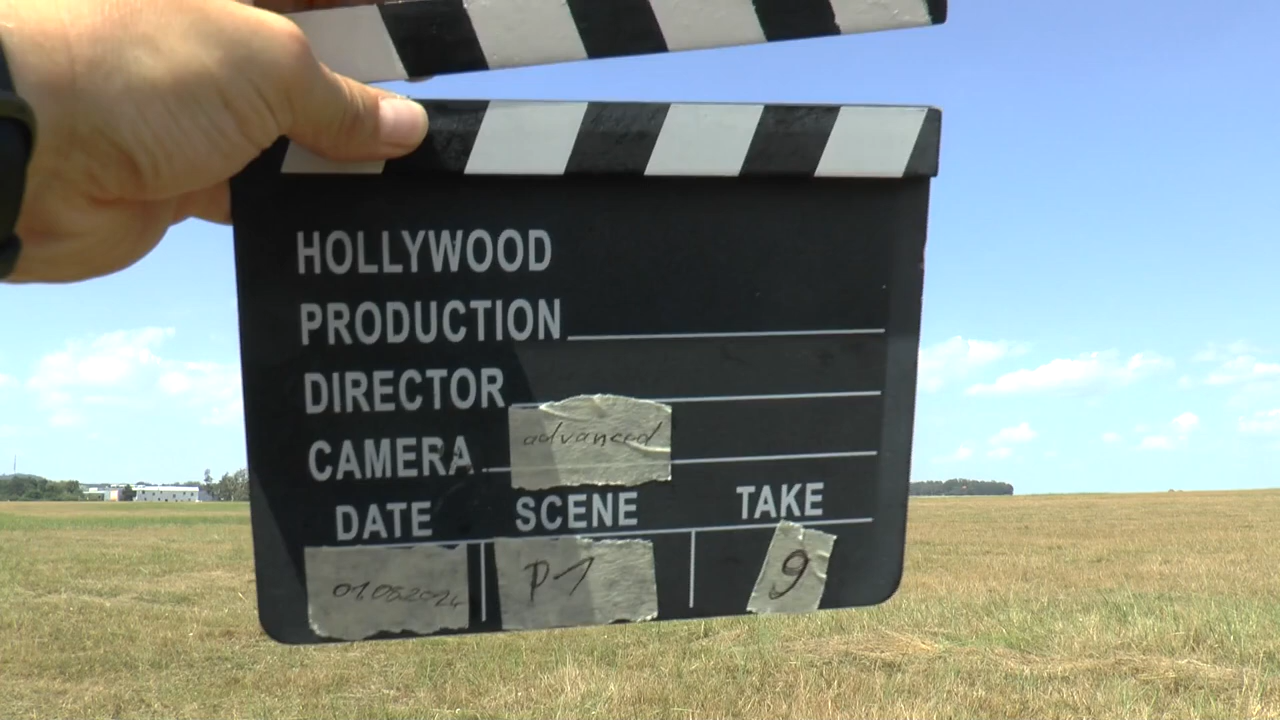 HOLLYWOOD
PRODUCTION
DIRECTOR
CAMERA advanced
DATE SCENE TAKE
01.08.2024 P1 9